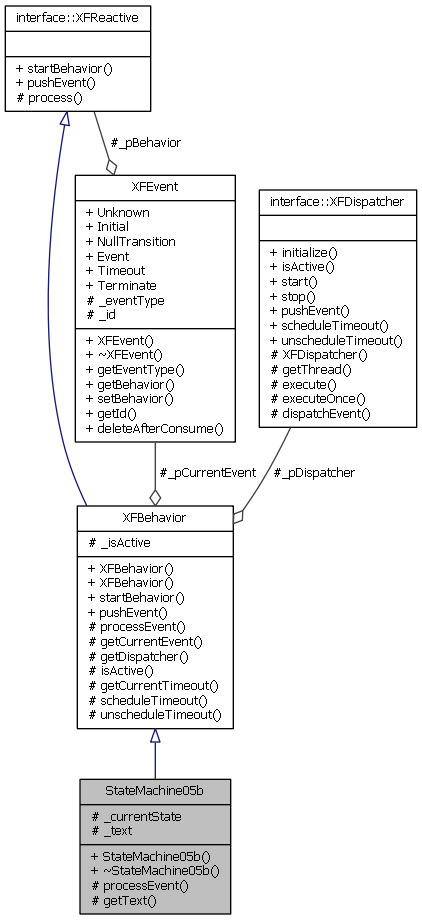 interface::XFReactive
+ startBehavior()
+ pushEvent()
# process()
#_pBehavior
XFEvent
+ Unknown
+ Initial
+ NullTransition
+ Event
+ Timeout
+ Terminate
# _eventType
# _id
+ XFEvent()
+ ~XFEvent()
+ getEventType()
+ getBehavior()
+ setBehavior()
+ getId()
+ deleteAfterConsume()
interface::XFDispatcher
+ initialize()
+ isActive()
+ start()
+ stop()
+ pushEvent()
+ scheduleTimeout()
+ unscheduleTimeout()
# XFDispatcher()
# getThread()
# execute()
# executeOnce()
# dispatchEvent()
#_pCurrentEvent
#_pDispatcher
XFBehavior
# _isActive
+ XFBehavior()
+ XFBehavior()
+ startBehavior()
+ pushEvent()
# processEvent()
# getCurrentEvent()
# getDispatcher()
# isActive()
# getCurrentTimeout()
# scheduleTimeout()
# unscheduleTimeout()
StateMachine05b
# _currentState
# _text
+ StateMachine05b()
+ ~StateMachine05b()
# processEvent()
# getText()